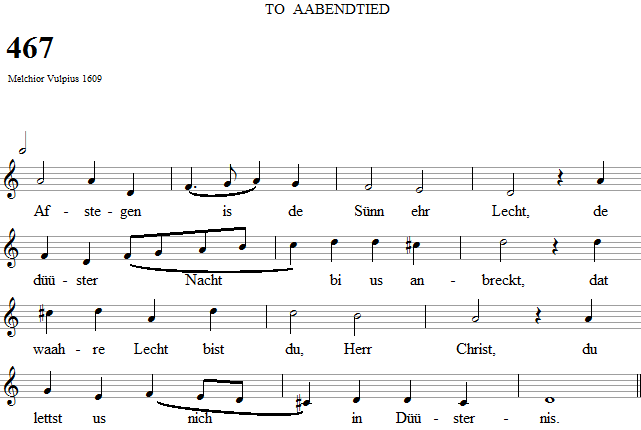 TO AABENDTIED
467
Melchior Vulpius 1609
Af - ste - gen is de Sünn ehr Lecht, de
düü - ster Nacht bi us an - breckt, dat
waah - re Lecht bist du, Herr Christ, du
lettst us nich in Düü - ster - nis.